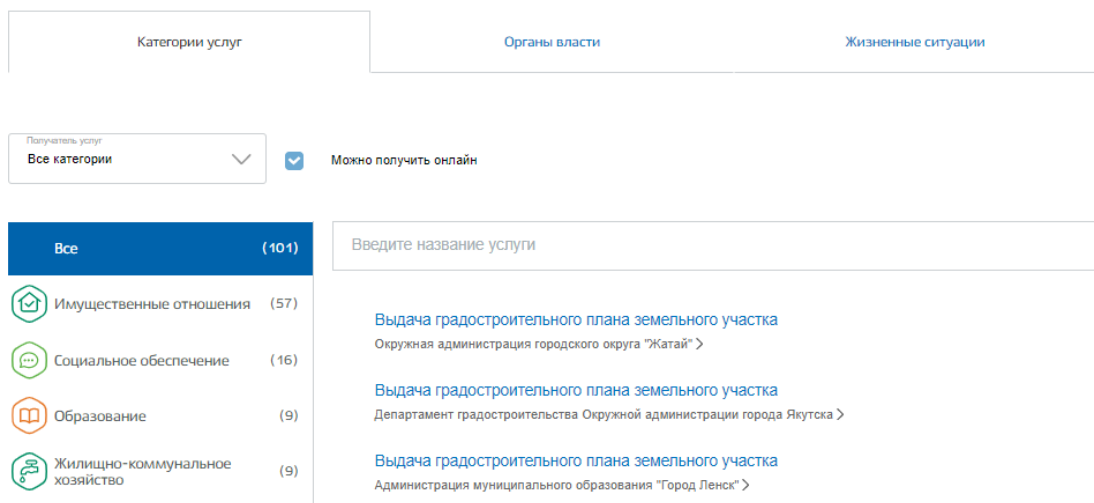 Категории услуг
Органы власти
Жизненные ситуации
Получатель услуг
Все категории
Можно получить онлайн
Все (101)
Имущественные отношения (57)
Социальное обеспечение (16)
Образование (9)
Жилищно-коммунальное
хозяйство (9)
Введите название услуги
Выдача градостроительного плана земельного участка
Окружная администрация городского округа "Жатай" >
Выдача градостроительного плана земельного участка
Департамент градостроительства Окружной администрации города Якутска >
Выдача градостроительного плана земельного участка
Администрация муниципального образования "Город Ленск" >